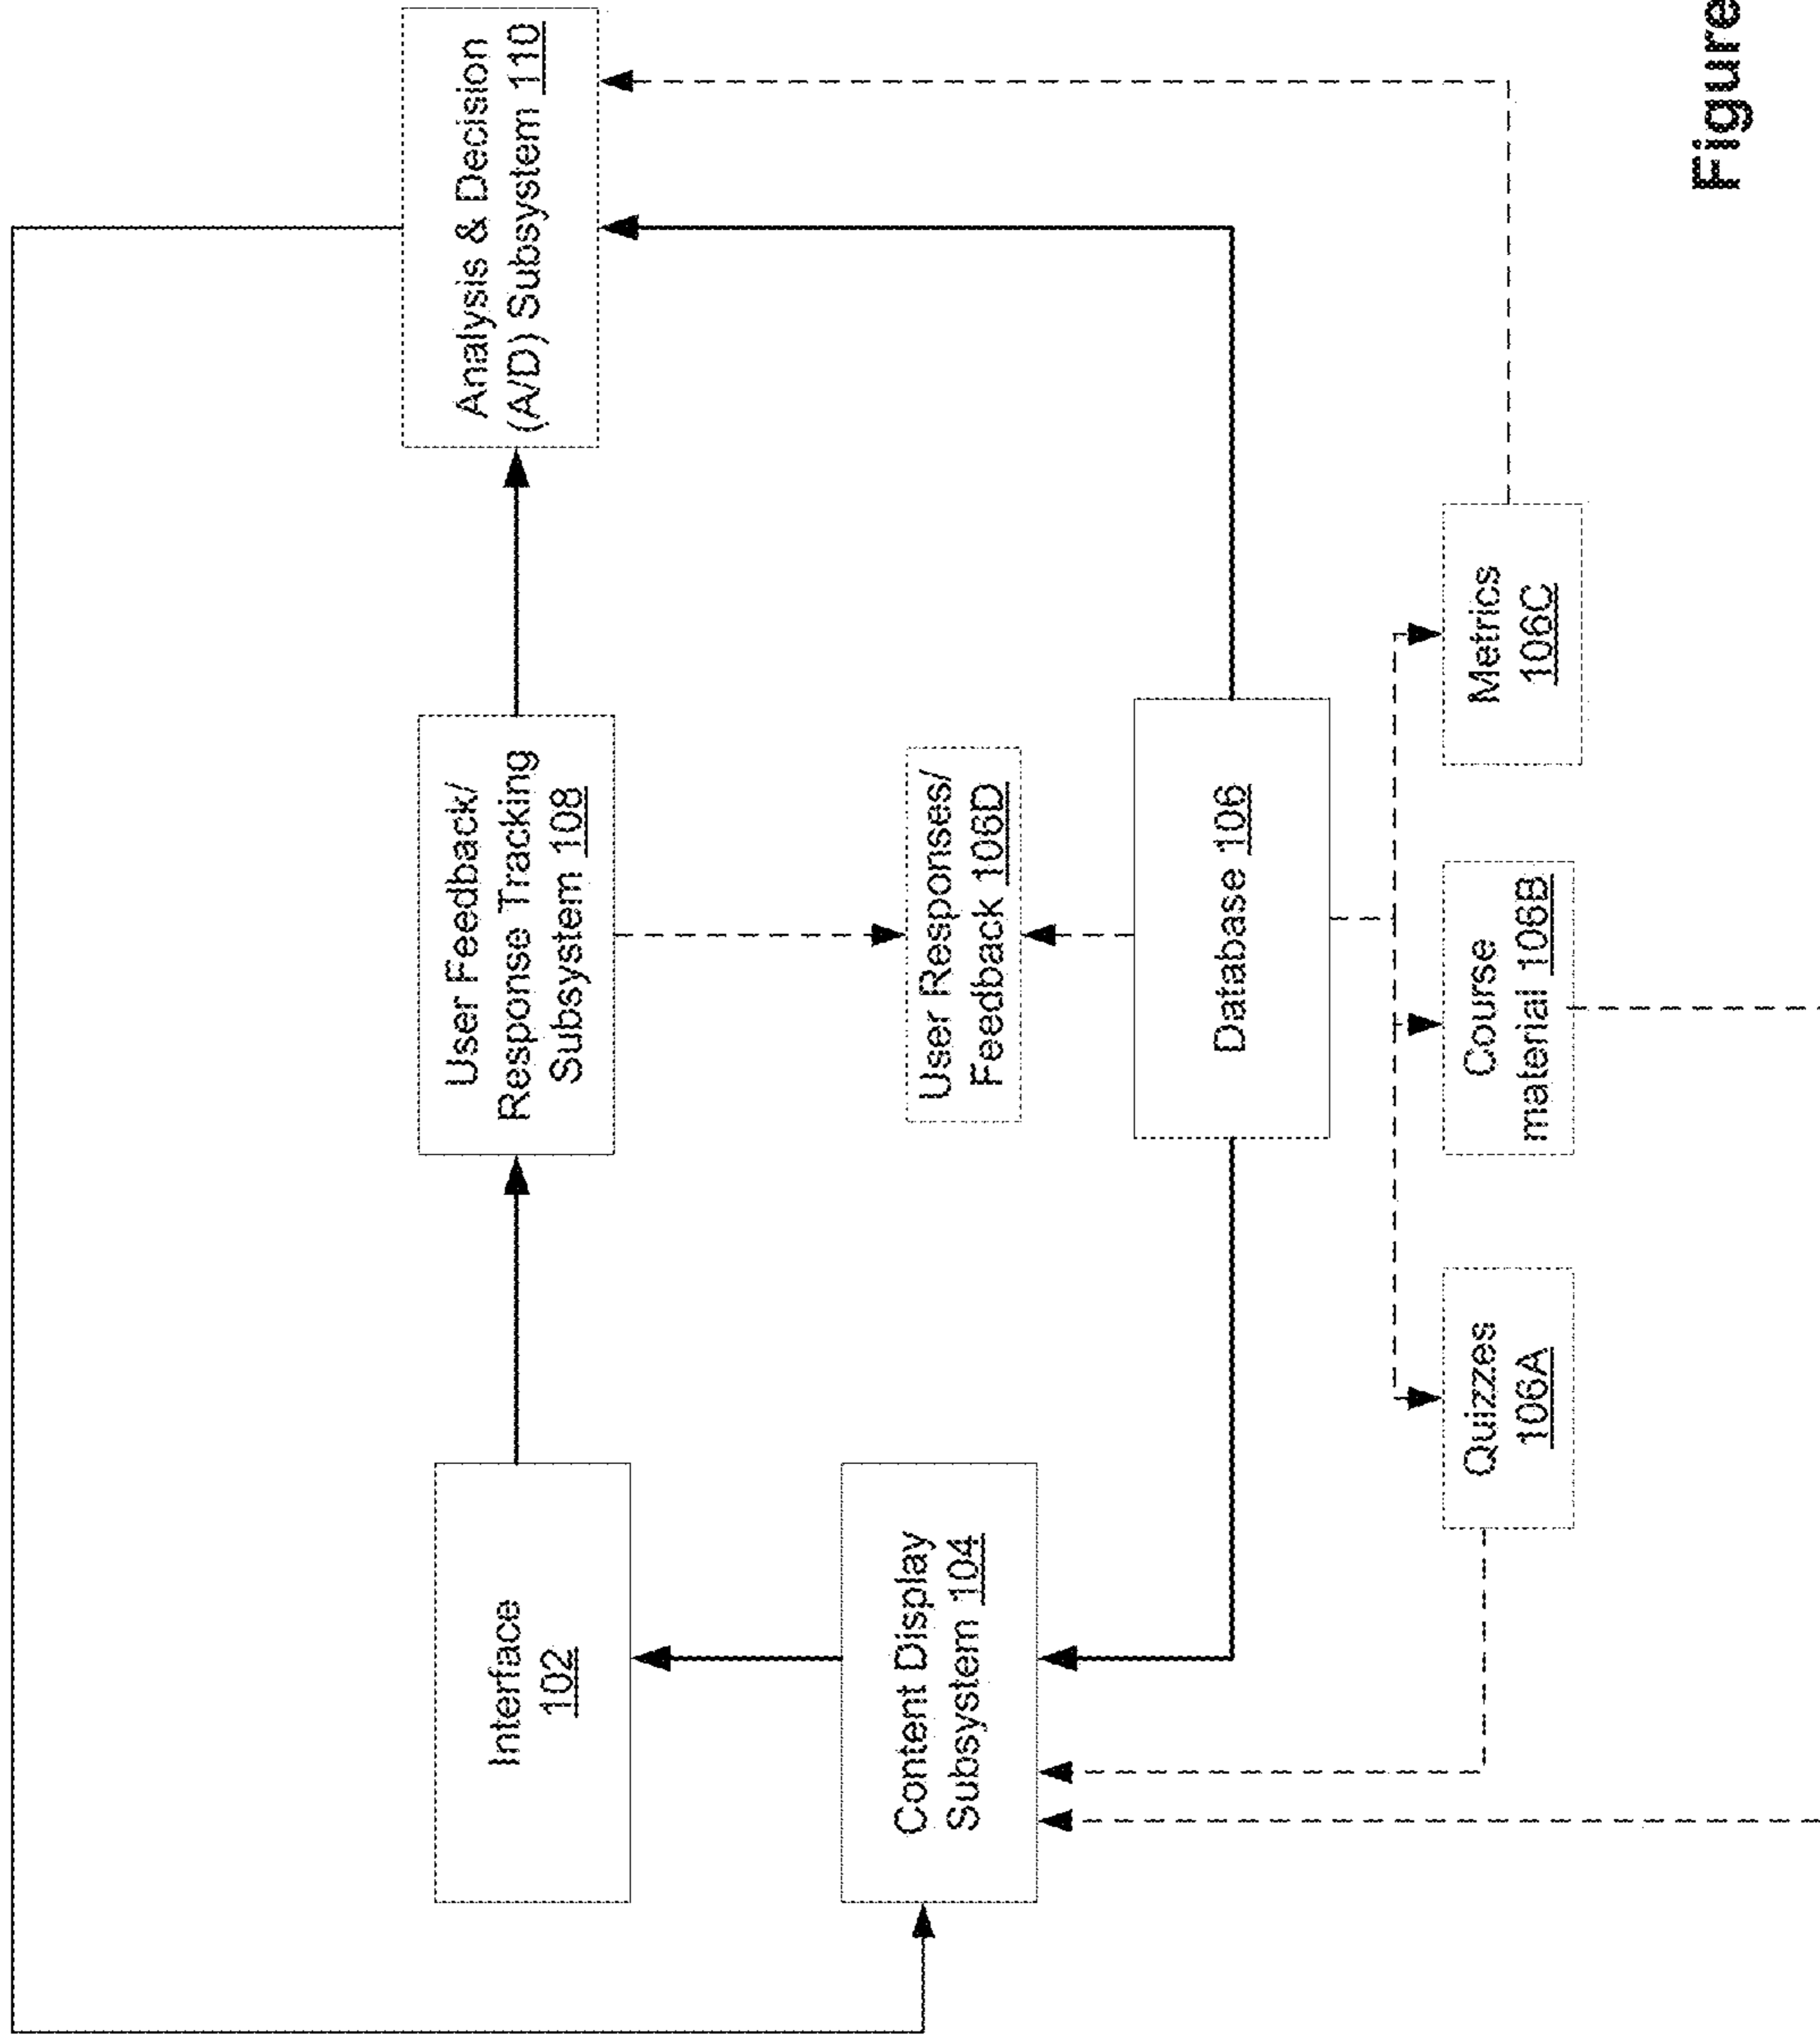 Interface
102
User Feedback/
Response Tracking
Subsystem 108
Analysis & Decision
(A/D) Subsystem 110
Content Display
Subsystem 104
User Responses/
Feedback 106D
Database 106
Quizzes
106A
Course
material 106B
Metrics
106C
Figure